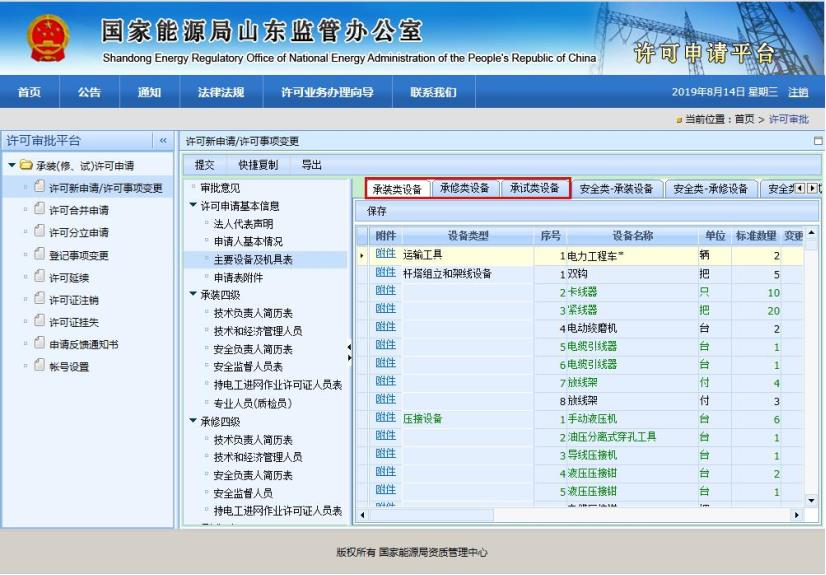 国家能源局山东监管办公室
Shandong Energy Regulatory Office of National Energy Administration of the People's Republic of China
许可申请平台
首页 公告 通知 法律法规 许可业务办理向导 联系我们 2019年8月14日 星期三 注销
当前位置：首页 > 许可审批
许可审批平台 «
承装(修、试)许可申请
许可新申请/许可事项变更
许可合并申请
许可分立申请
登记事项变更
许可延续
许可证注销
许可证挂失
申请反馈通知书
帐号设置
许可新申请/许可事项变更
提交 快捷复制 导出
审批意见
许可申请基本信息
法人代表声明
申请人基本情况
主要设备及机具表
申请表附件
承装四级
技术负责人简历表
技术和经济管理人员
安全负责人简历表
安全监督人员表
持电工进网作业许可证人员表
专业人员(质检员)
承修四级
技术负责人简历表
技术和经济管理人员
安全负责人简历表
安全监督人员
持电工进网作业许可证人员表
承装类设备 承修类设备 承试类设备 安全类-承装设备 安全类-承修设备
保存
附件 设备类型 序号 设备名称 单位 标准数量 变更
附件 运输工具 1 电力工程车* 辆 2
附件 杆塔组立和架线设备 1 双钩 把 5
附件 2 卡线器 只 10
附件 3 紧线器 把 20
附件 4 电动绞磨机 台 2
附件 5 电缆引线器 台 1
附件 6 电缆引线器 台 1
附件 7 放线架 付 4
附件 8 放线架 付 3
附件 压接设备 1 手动液压机 台 6
附件 2 油压分离式穿孔工具 台 1
附件 3 导线压接机 台 1
附件 4 液压压接钳 台 2
附件 5 液压压接钳 台 1
版权所有 国家能源局资质管理中心